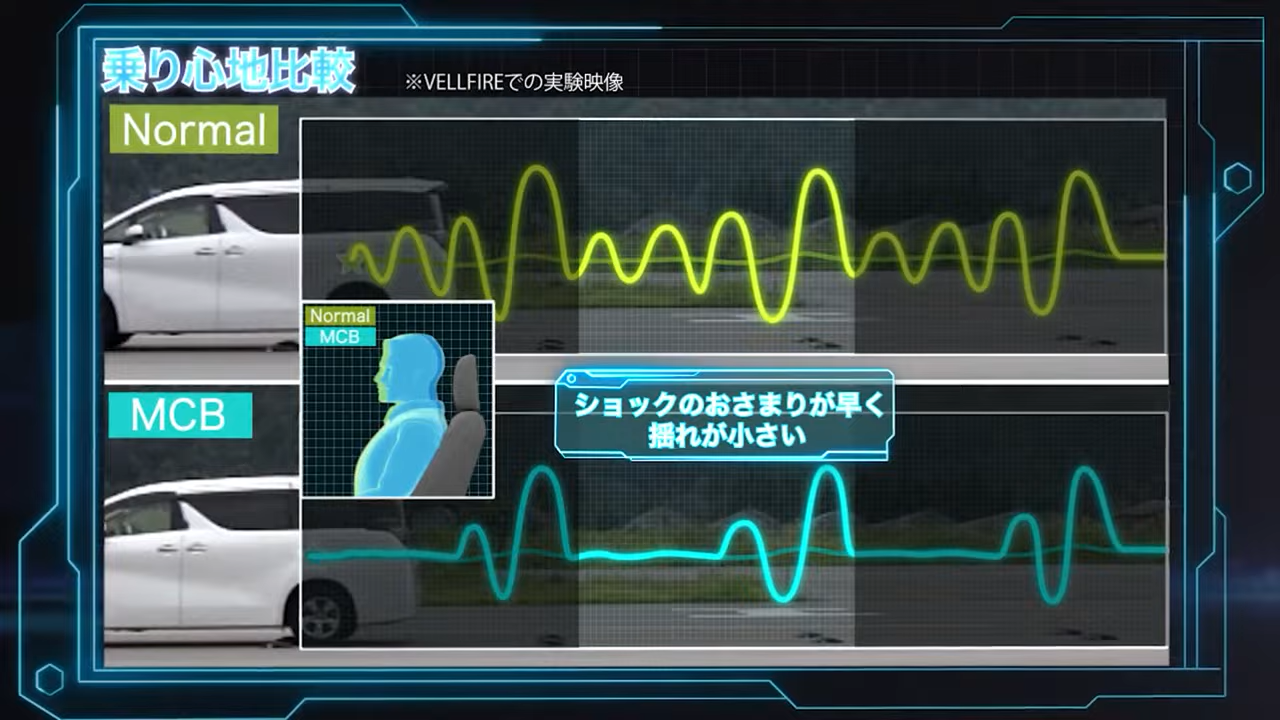 乗り心地比較
※VELLFIREでの実験映像
Normal
Normal
MCB
ショックのおさまりが早く
揺れが小さい
MCB